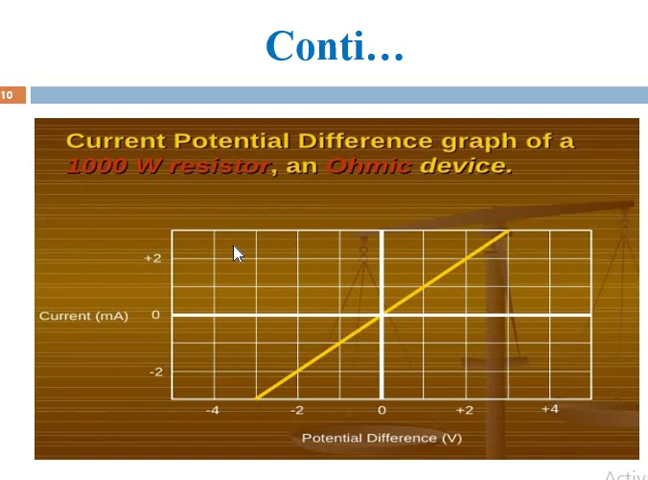 Conti…
10
Current Potential Difference graph of a
1000 W resistor, an Ohmic device.
+2
Current (mA) 0
-2
-4 -2 0 +2 +4
Potential Difference (V)